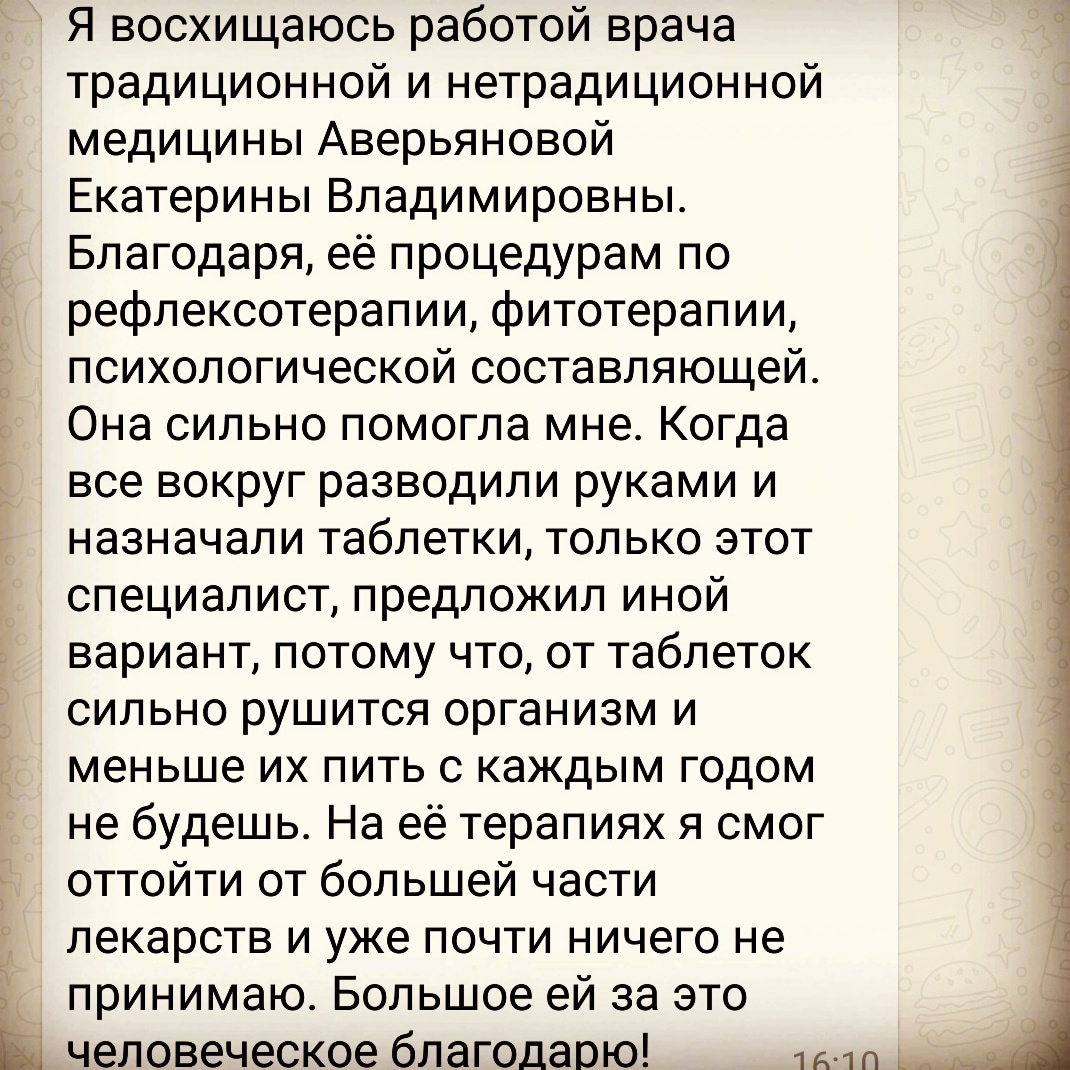 Я восхищаюсь работой врача
традиционной и нетрадиционной
медицины Аверьяновой
Екатерины Владимировны.
Благодаря, её процедурам по
рефлексотерапии, фитотерапии,
психологической составляющей.
Она сильно помогла мне. Когда
все вокруг разводили руками и
назначали таблетки, только этот
специалист, предложил иной
вариант, потому что, от таблеток
сильно рушится организм и
меньше их пить с каждым годом
не будешь. На её терапиях я смог
оттойти от большей части
лекарств и уже почти ничего не
принимаю. Большое ей за это
человеческое благодарю!
16:10